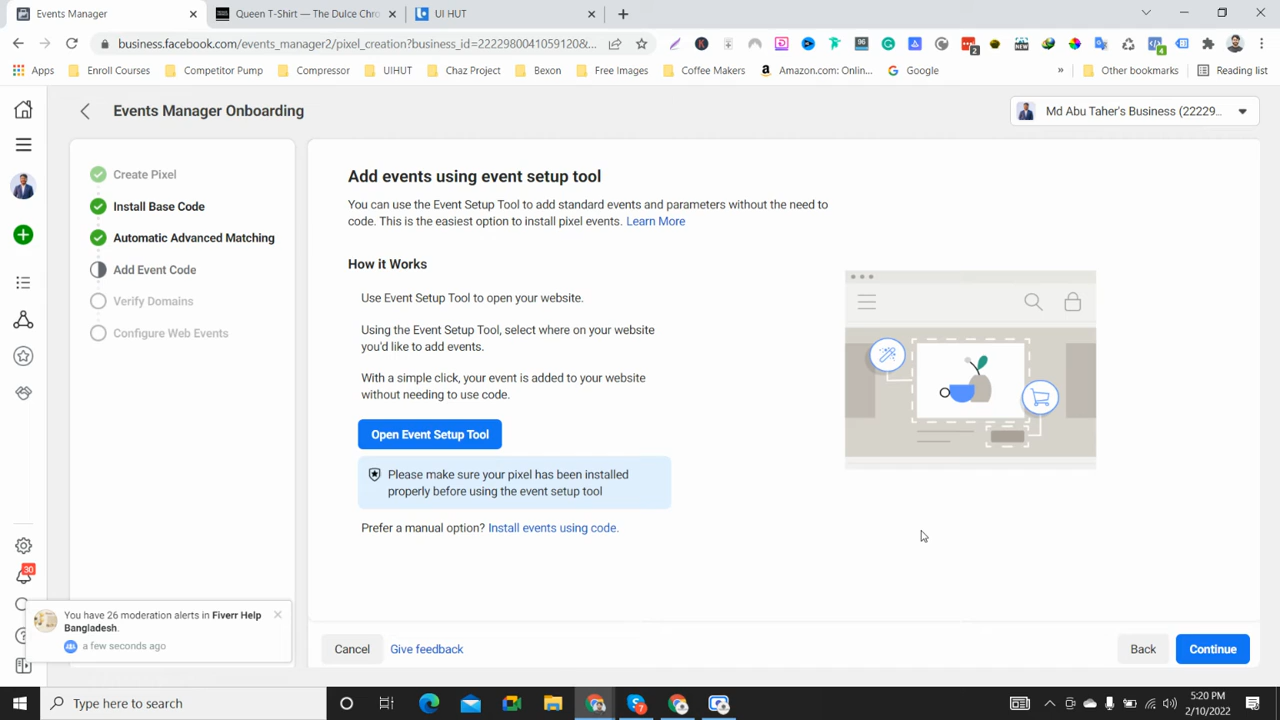 Events Manager
Queen T-Shirt — The Dulce Chro
UI HUT
business.facebook.com/events_manager2/pixel_creation?business_id=2222980041059120&...
Apps
Enroll Courses
Competitor Pump
Compressor
UIHUT
Chaz Project
Bexon
Free Images
Coffee Makers
Amazon.com: Onlin...
Google
»
Other bookmarks
Reading list
Events Manager Onboarding
Md Abu Taher's Business (22229...
Create Pixel
Install Base Code
Automatic Advanced Matching
Add Event Code
Verify Domains
Configure Web Events
Add events using event setup tool
You can use the Event Setup Tool to add standard events and parameters without the need to
code. This is the easiest option to install pixel events. Learn More
How it Works
Use Event Setup Tool to open your website.
Using the Event Setup Tool, select where on your website
you'd like to add events.
With a simple click, your event is added to your website
without needing to use code.
Open Event Setup Tool
Please make sure your pixel has been installed
properly before using the event setup tool
Prefer a manual option? Install events using code.
30
You have 26 moderation alerts in Fiverr Help
Bangladesh.
a few seconds ago
Cancel
Give feedback
Back
Continue
Type here to search
5:20 PM
2/10/2022